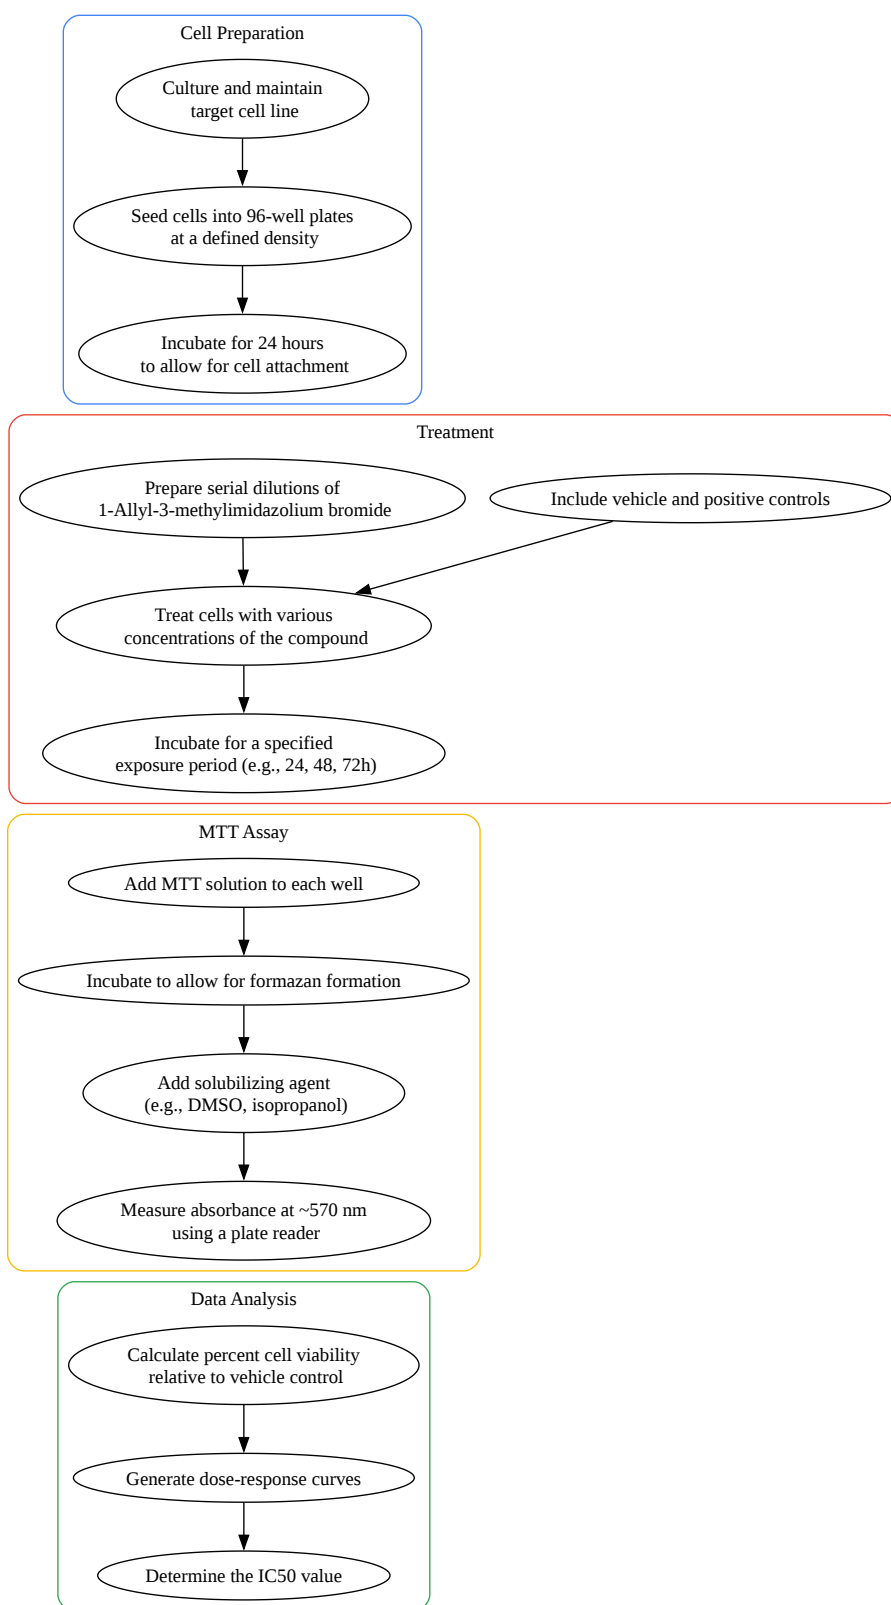 Cell Preparation
Culture and maintain
target cell line
Seed cells into 96-well plates
at a defined density
Incubate for 24 hours
to allow for cell attachment
Treatment
Prepare serial dilutions of
1-Allyl-3-methylimidazolium bromide
Include vehicle and positive controls
Treat cells with various
concentrations of the compound
Incubate for a specified
exposure period (e.g., 24, 48, 72h)
MTT Assay
Add MTT solution to each well
Incubate to allow for formazan formation
Add solubilizing agent
(e.g., DMSO, isopropanol)
Measure absorbance at ~570 nm
using a plate reader
Data Analysis
Calculate percent cell viability
relative to vehicle control
Generate dose-response curves
Determine the IC50 value